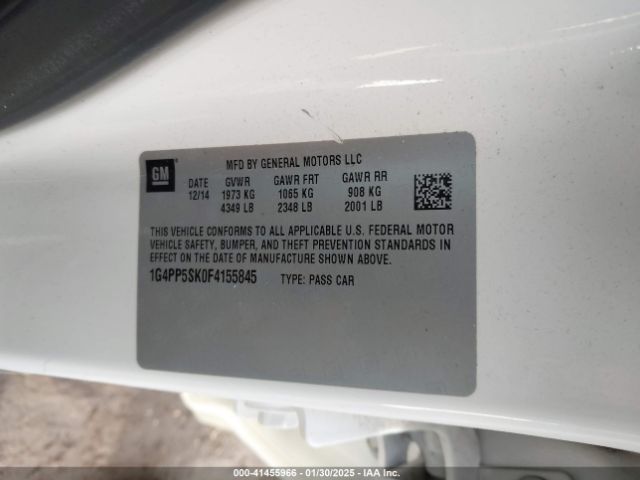 GM
MFD BY GENERAL MOTORS LLC
DATE GVWR GAWR FRT GAWR RR
12/14 1973 KG 1065 KG 908 KG
4349 LB 2348 LB 2001 LB
THIS VEHICLE CONFORMS TO ALL APPLICABLE U.S. FEDERAL MOTOR
VEHICLE SAFETY, BUMPER, AND THEFT PREVENTION STANDARDS IN
EFFECT ON THE DATE OF MANUFACTURE SHOWN ABOVE.
1G4PP5SK0F4155845 TYPE: PASS CAR
000-41455966 - 01/30/2025 - IAA Inc.